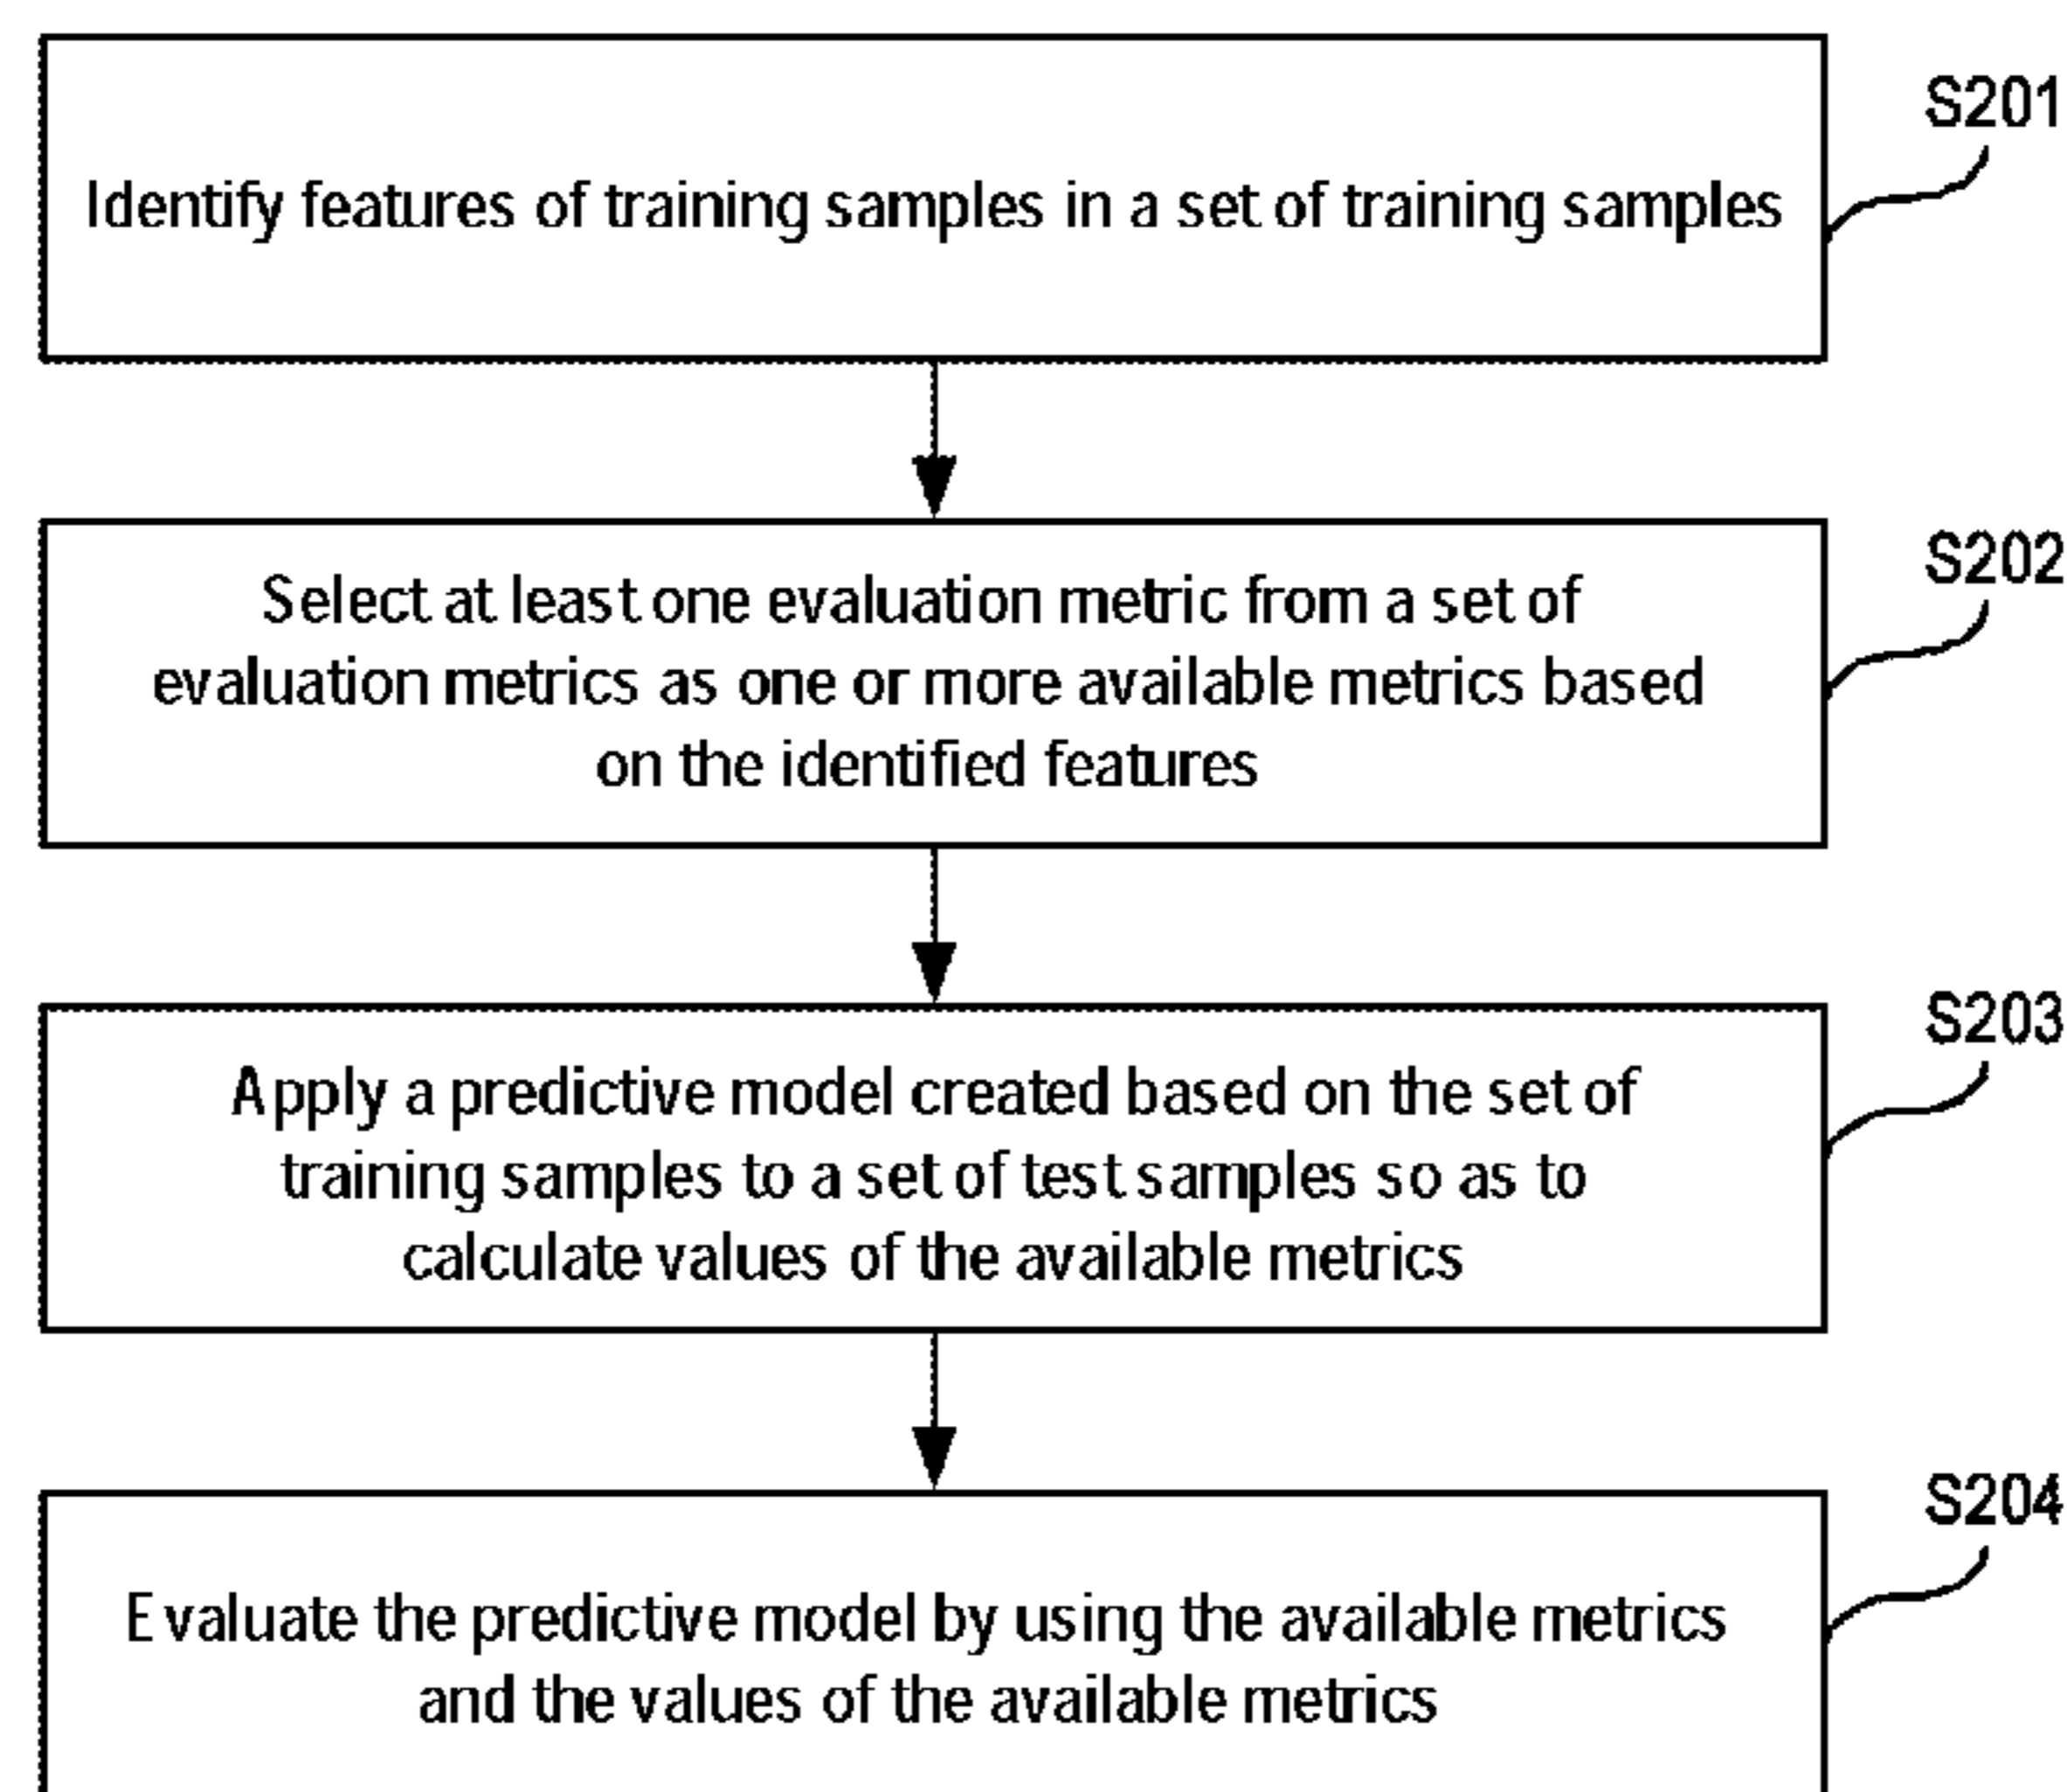 S201
Identify features of training samples in a set of training samples
S202
Select at least one evaluation metric from a set of
evaluation metrics as one or more available metrics based
on the identified features
S203
Apply a predictive model created based on the set of
training samples to a set of test samples so as to
calculate values of the available metrics
S204
Evaluate the predictive model by using the available metrics
and the values of the available metrics